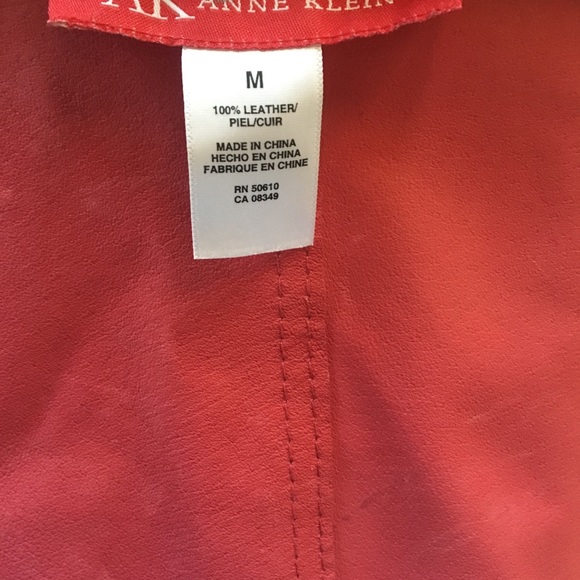 AK ANNE KLEIN
M
100% LEATHER/
PIEL/CUIR
MADE IN CHINA
HECHO EN CHINA
FABRIQUE EN CHINE
RN 50610
CA 08349